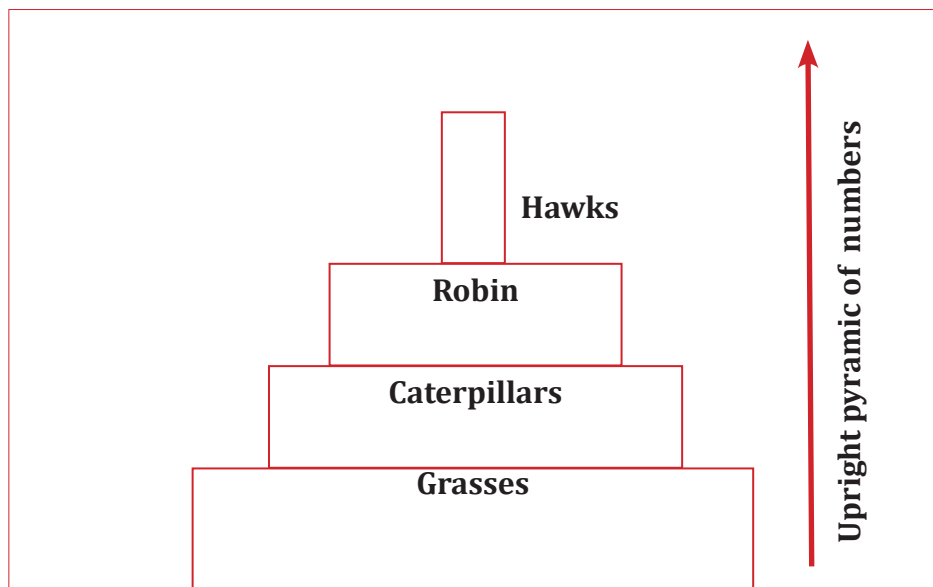 Hawks
Robin
Caterpillars
Grasses
Upright pyramic of numbers